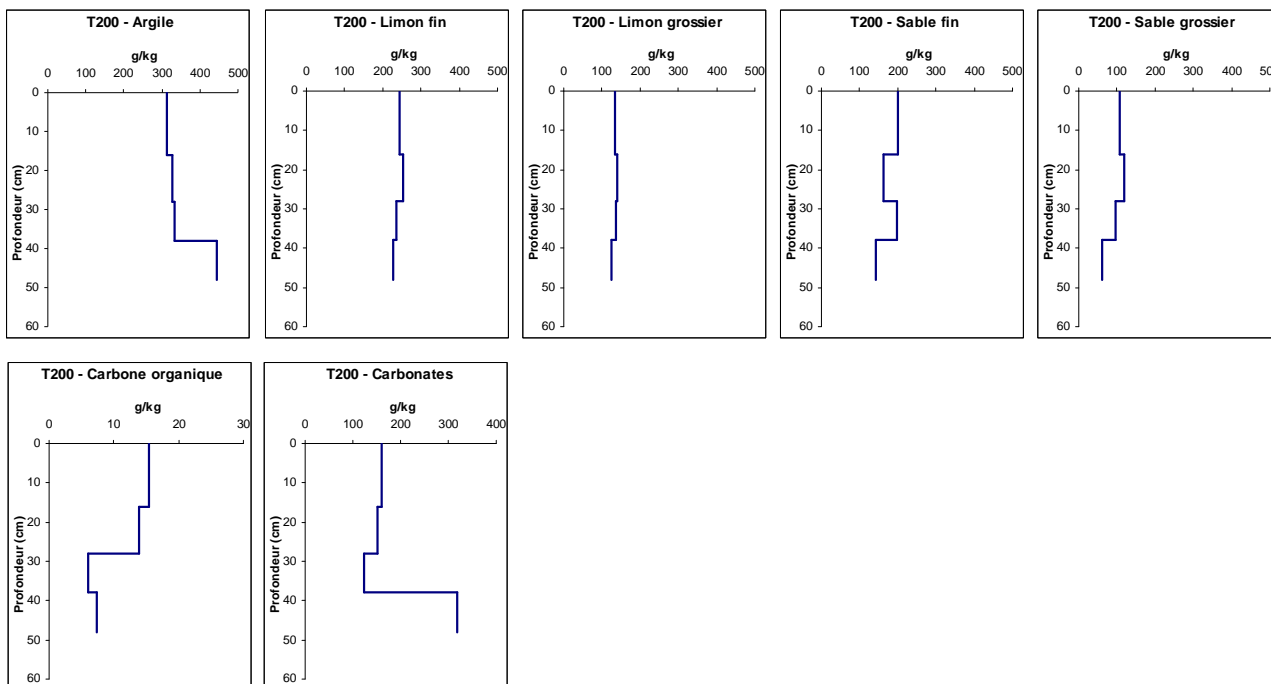 T200 - Argile
g/kg
0 100 200 300 400 500
Profondeur (cm)
0
10
20
30
40
50
60
T200 - Limon fin
g/kg
0 100 200 300 400 500
Profondeur (cm)
0
10
20
30
40
50
60
T200 - Limon grossier
g/kg
0 100 200 300 400 500
Profondeur (cm)
0
10
20
30
40
50
60
T200 - Sable fin
g/kg
0 100 200 300 400 500
Profondeur (cm)
0
10
20
30
40
50
60
T200 - Sable grossier
g/kg
0 100 200 300 400 500
Profondeur (cm)
0
10
20
30
40
50
60
T200 - Carbone organique
g/kg
0 10 20 30
Profondeur (cm)
0
10
20
30
40
50
60
T200 - Carbonates
g/kg
0 100 200 300 400
Profondeur (cm)
0
10
20
30
40
50
60